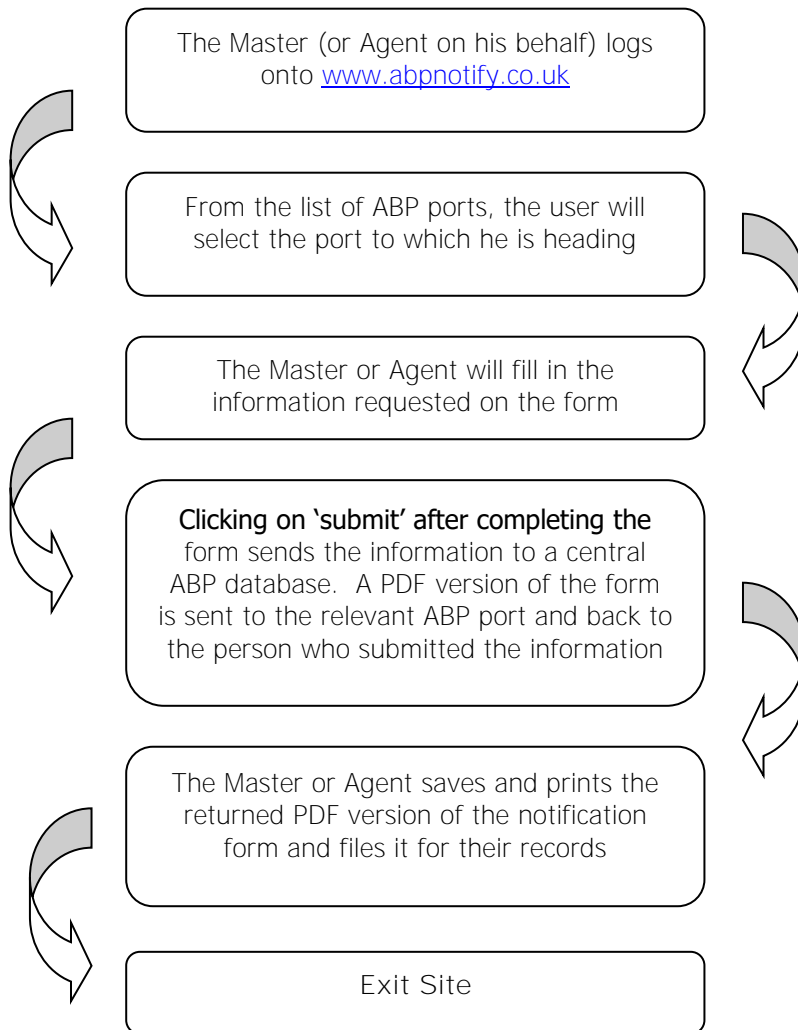 The Master (or Agent on his behalf) logs
onto www.abpnotify.co.uk
From the list of ABP ports, the user will
select the port to which he is heading
The Master or Agent will fill in the
information requested on the form
Clicking on ‘submit’ after completing the
form sends the information to a central
ABP database.  A PDF version of the form
is sent to the relevant ABP port and back to
the person who submitted the information
The Master or Agent saves and prints the
returned PDF version of the notification
form and files it for their records
Exit Site